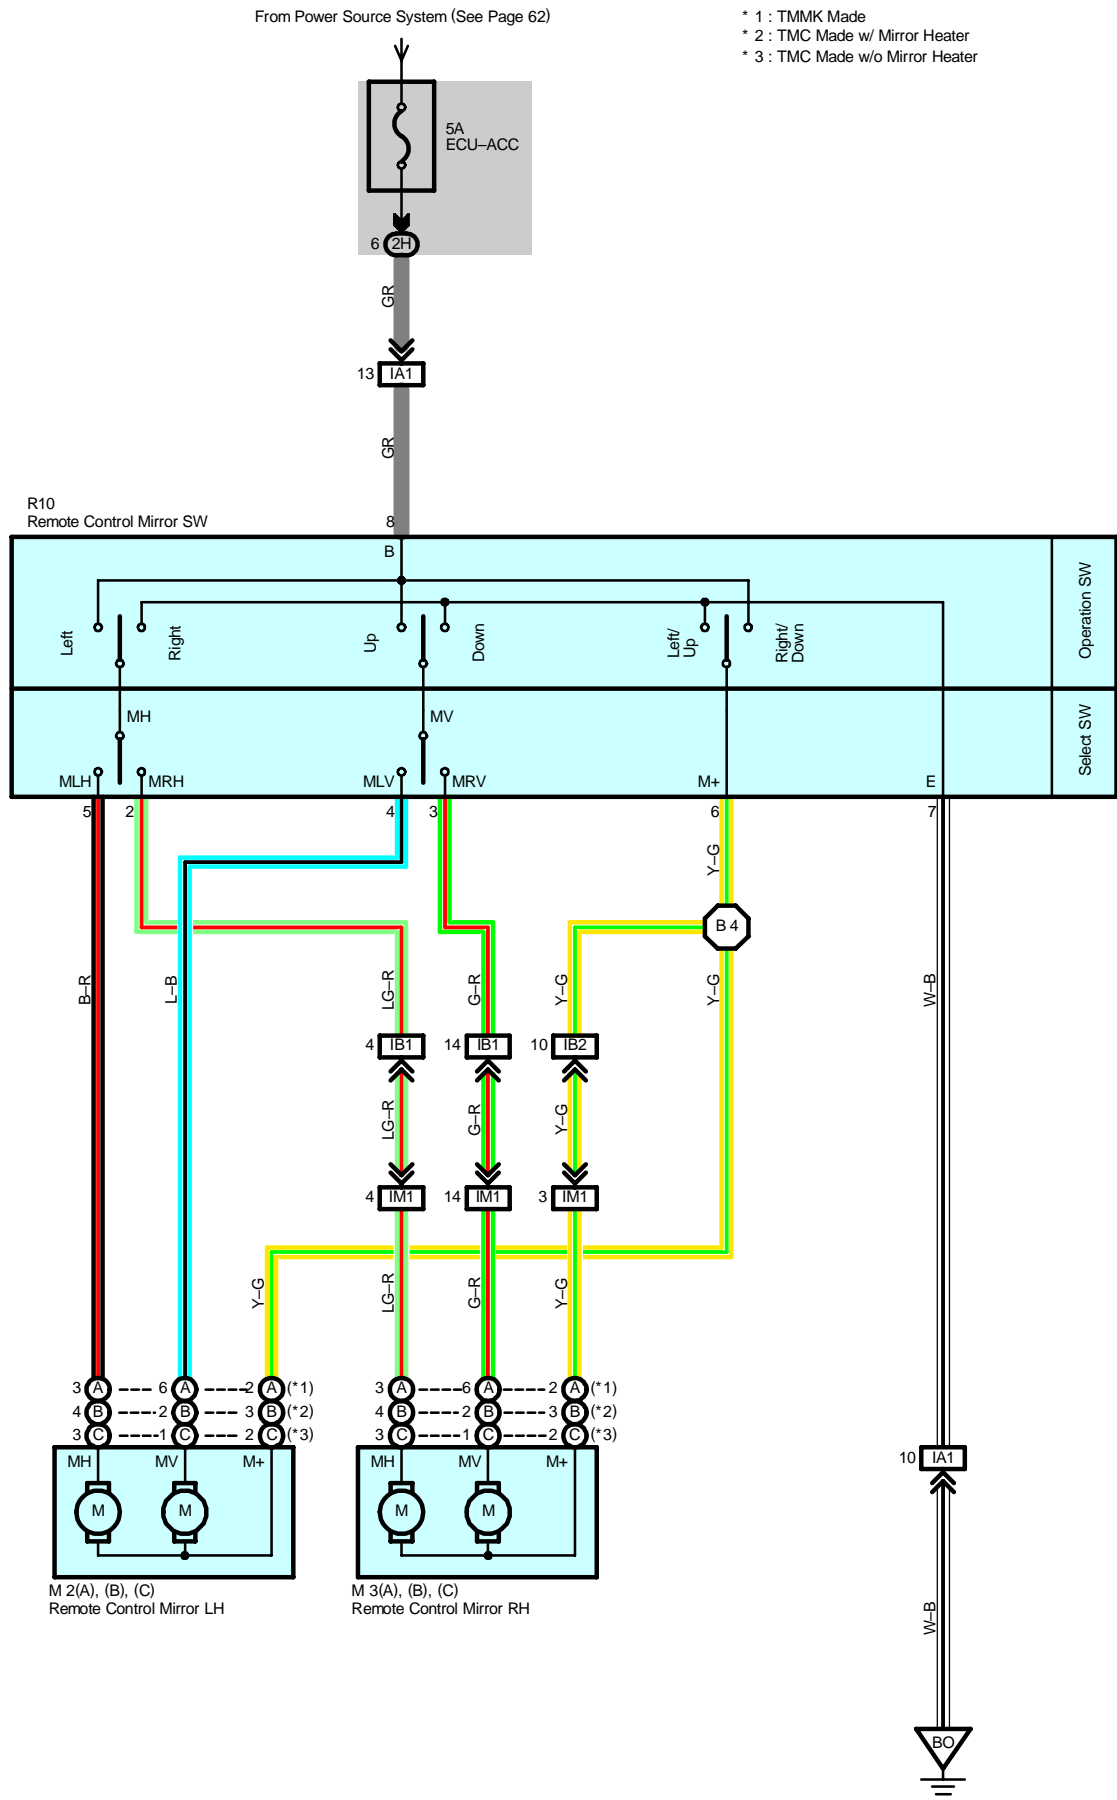 From Power Source System (See Page 62)
* 1 : TMMK Made
* 2 : TMC Made w/ Mirror Heater
* 3 : TMC Made w/o Mirror Heater
5A
ECU–ACC
6 2H
GR
13 IA1
GR
R10
Remote Control Mirror SW
8
B
Left
Right
Up
Down
Left/
Up
Right/
Down
Operation SW
MH
MV
Select SW
MLH
MRH
MLV
MRV
M+
E
5
2
4
3
6
7
Y–G
B 4
B–R
L–B
LG–R
G–R
Y–G
Y–G
W–B
4 IB1
14 IB1
10 IB2
LG–R
G–R
Y–G
4 IM1
14 IM1
3 IM1
Y–G
LG–R
G–R
Y–G
3 A 6 A 2 A (*1)
4 B 2 B 3 B (*2)
3 C 1 C 2 C (*3)
3 A 6 A 2 A (*1)
4 B 2 B 3 B (*2)
3 C 1 C 2 C (*3)
10 IA1
MH
MV
M+
MH
MV
M+
M
M
M
M
M 2(A), (B), (C)
Remote Control Mirror LH
M 3(A), (B), (C)
Remote Control Mirror RH
W–B
BO